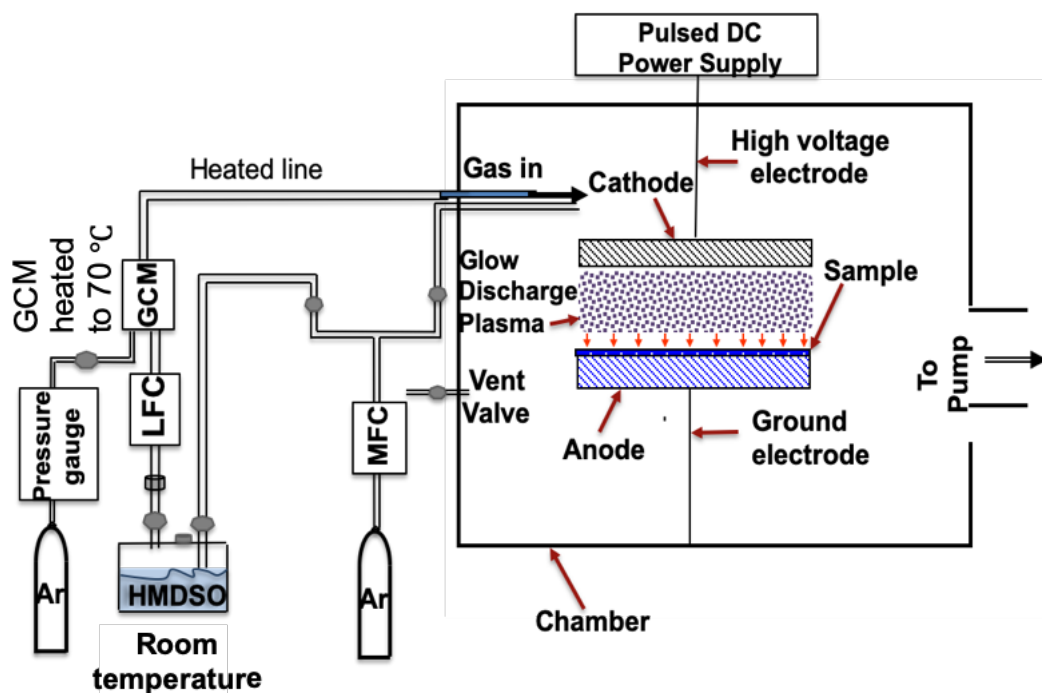 Pulsed DC
Power Supply
Heated line
Gas in
High voltage
electrode
Cathode
GCM
heated
to 70 °C
GCM
Glow
Discharge
Plasma
Sample
To
Pump
Pressure
gauge
LFC
MFC
Vent
Valve
Anode
Ground
electrode
Ar
HMDSO
Ar
Chamber
Room
temperature